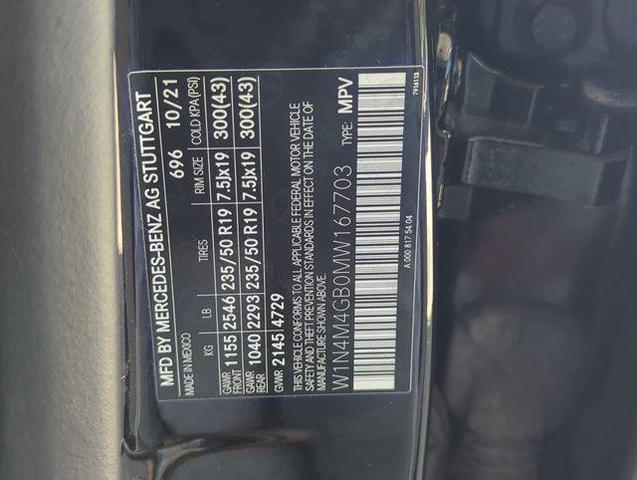 MFD BY MERCEDES-BENZ AG STUTTGART
MADE IN MEXICO 696 10/21
KG LB TIRES RIM SIZE COLD KPA(PSI)
GAWR FRONT 1155 2546 235/50 R19 7.5Jx19 300(43)
GAWR REAR 1040 2293 235/50 R19 7.5Jx19 300(43)
GVWR 2145 4729
THIS VEHICLE CONFORMS TO ALL APPLICABLE FEDERAL MOTOR VEHICLE
SAFETY AND THEFT PREVENTION STANDARDS IN EFFECT ON THE DATE OF
MANUFACTURE SHOWN ABOVE.
W1N4M4GB0MW167703 TYPE: MPV
A 000 817 54 04 7916113